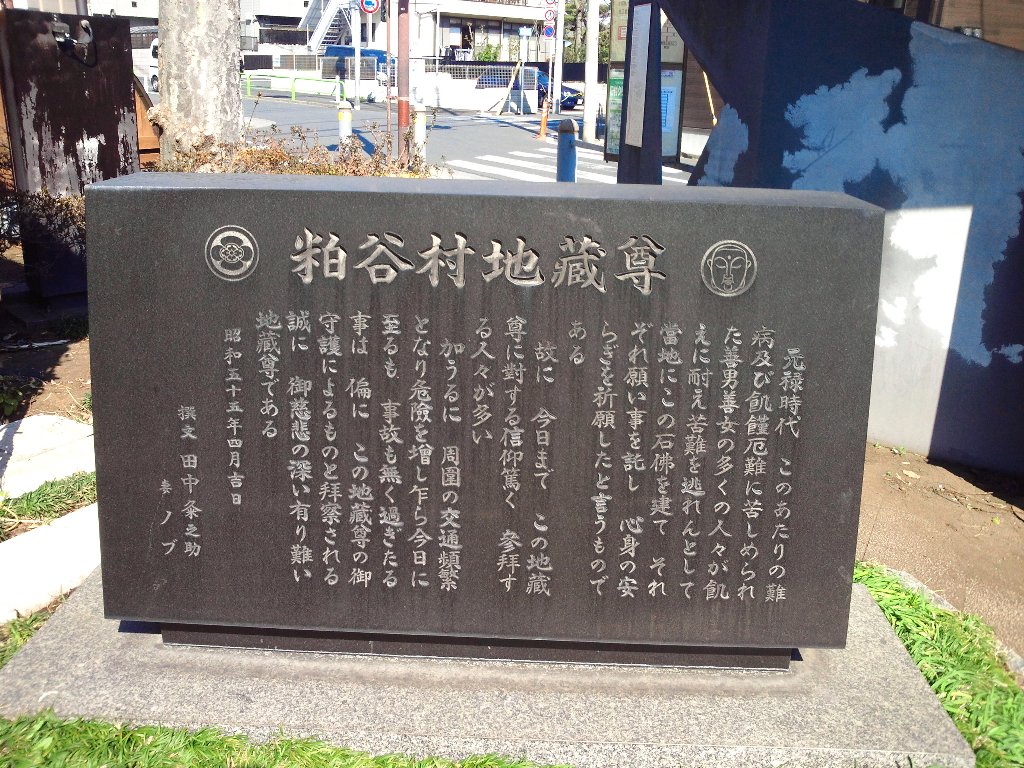 粕谷村地蔵尊
元禄時代　このあたりの難
病及び飢饉厄難に苦しめられ
た善男善女の多くの人々が飢
えに耐え苦難を逃れんとして
當地にこの石佛を建て　それ
ぞれ願い事を託し　心身の安
らぎを祈願したと言うもので
ある
故に　今日まで　この地蔵
尊に對する信仰篤く　参拜す
る人々が多い
加うるに　周圍の交通頻繁
となり危險を増し乍ら今日に
至るも　事故も無く過きたる
事は　偏に　この地蔵尊の御
守護によるものと拜察される
誠に　御慈悲の深い有り難い
地蔵尊である
昭和五十五年四月吉日
撰文　田中粂之助
妻　ノブ